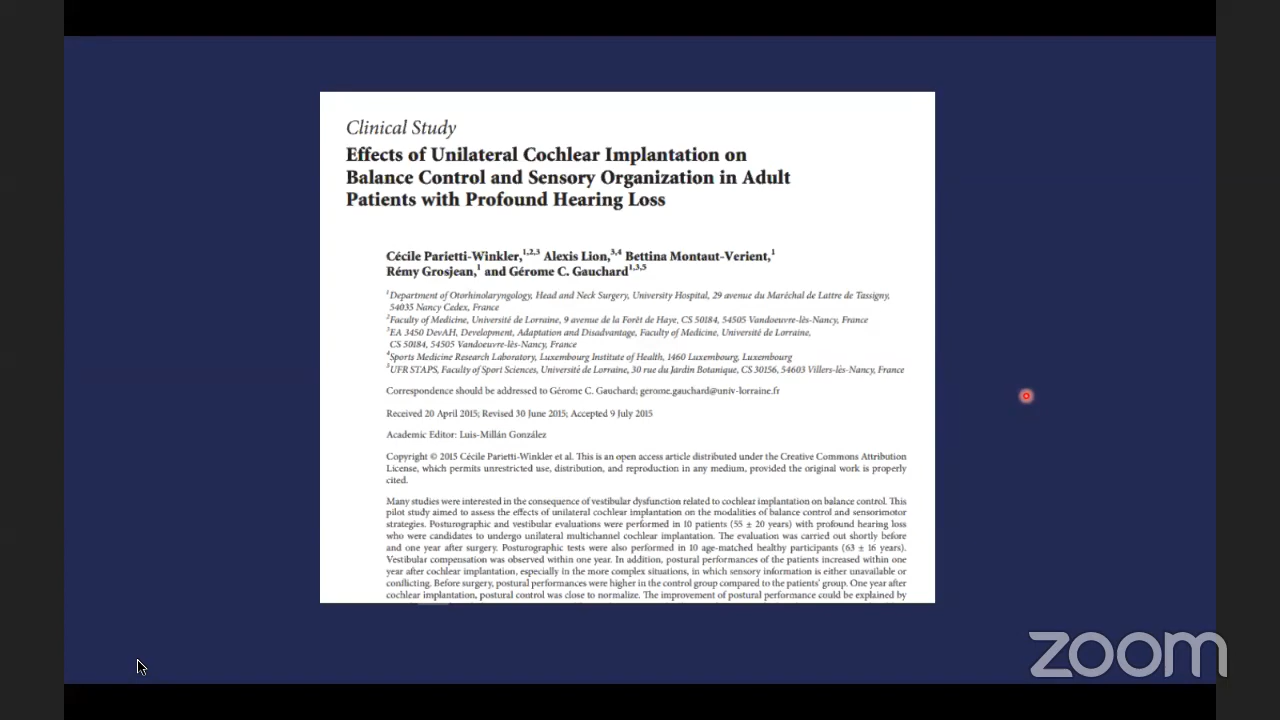 Clinical Study
Effects of Unilateral Cochlear Implantation on
Balance Control and Sensory Organization in Adult
Patients with Profound Hearing Loss
Cécile Parietti-Winkler,1,2,3 Alexis Lion,3,4 Bettina Montaut-Verient,1
Rémy Grosjean,1 and Gérome C. Gauchard1,3,5
1Department of Otorhinolaryngology, Head and Neck Surgery, University Hospital, 29 avenue du Maréchal de Lattre de Tassigny,
54035 Nancy Cedex, France
2Faculty of Medicine, Université de Lorraine, 9 avenue de la Forêt de Haye, CS 50184, 54505 Vandoeuvre-lès-Nancy, France
3EA 3450 DevAH, Development, Adaptation and Disadvantage, Faculty of Medicine, Université de Lorraine,
CS 50184, 54505 Vandoeuvre-lès-Nancy, France
4Sports Medicine Research Laboratory, Luxembourg Institute of Health, 1460 Luxembourg, Luxembourg
5UFR STAPS, Faculty of Sport Sciences, Université de Lorraine, 30 rue du Jardin Botanique, CS 30156, 54603 Villers-lès-Nancy, France
Correspondence should be addressed to Gérome C. Gauchard; gerome.gauchard@univ-lorraine.fr
Received 20 April 2015; Revised 30 June 2015; Accepted 9 July 2015
Academic Editor: Luis-Millán González
Copyright © 2015 Cécile Parietti-Winkler et al. This is an open access article distributed under the Creative Commons Attribution
License, which permits unrestricted use, distribution, and reproduction in any medium, provided the original work is properly
cited.
Many studies were interested in the consequence of vestibular dysfunction related to cochlear implantation on balance control. This
pilot study aimed to assess the effects of unilateral cochlear implantation on the modalities of balance control and sensorimotor
strategies. Posturographic and vestibular evaluations were performed in 10 patients (55 ± 20 years) with profound hearing loss
who were candidates to undergo unilateral multichannel cochlear implantation. The evaluation was carried out shortly before
and one year after surgery. Posturographic tests were also performed in 10 age-matched healthy participants (63 ± 16 years).
Vestibular compensation was observed within one year. In addition, postural performances of the patients increased within one
year after cochlear implantation, especially in the more complex situations, in which sensory information is either unavailable or
conflicting. Before surgery, postural performances were higher in the control group compared to the patients' group. One year after
cochlear implantation, postural control was close to normalize. The improvement of postural performance could be explained by
zoom